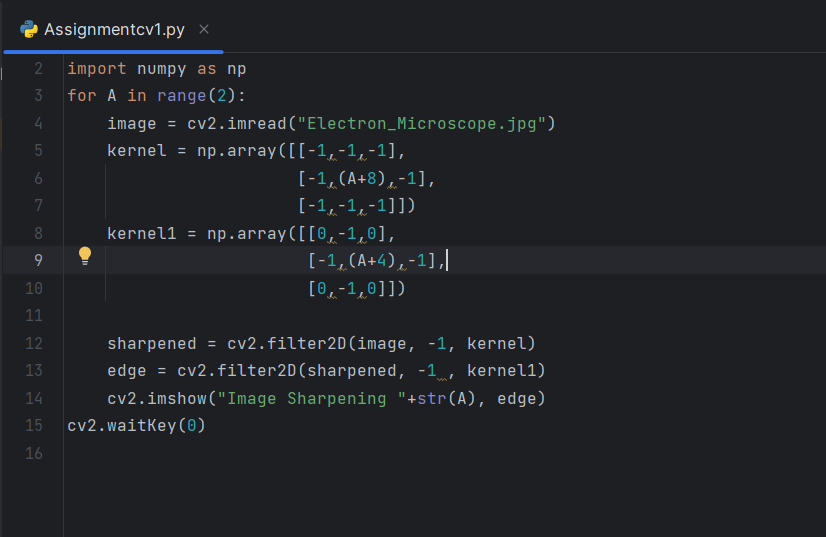 Assignmentcv1.py ×
2 import numpy as np
3 for A in range(2):
4     image = cv2.imread("Electron_Microscope.jpg")
5     kernel = np.array([[-1,-1,-1],
6                        [-1,(A+8),-1],
7                        [-1,-1,-1]])
8     kernel1 = np.array([[0,-1,0],
9                         [-1,(A+4),-1],
10                         [0,-1,0]])
11
12     sharpened = cv2.filter2D(image, -1, kernel)
13     edge = cv2.filter2D(sharpened, -1 , kernel1)
14     cv2.imshow("Image Sharpening "+str(A), edge)
15 cv2.waitKey(0)
16